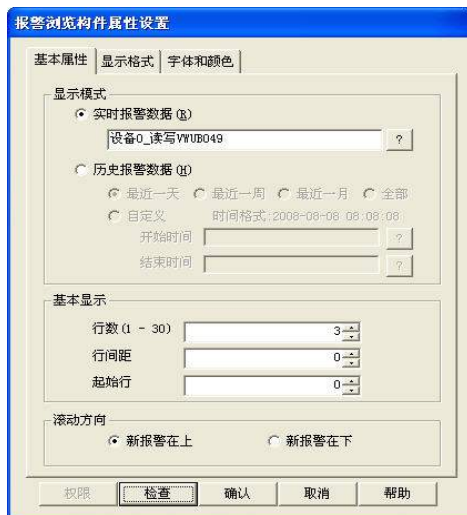 报警浏览构件属性设置
基本属性 显示格式 字体和颜色
显示模式
实时报警数据(R)
设备0_读写VWUB049 ?
历史报警数据(H)
最近一天 最近一周 最近一月 全部
自定义 时间格式:2008-08-08 08:08:08
开始时间 ?
结束时间 ?
基本显示
行数(1 - 30) 3
行间距 0
起始行 0
滚动方向
新报警在上 新报警在下
权限 检查 确认 取消 帮助